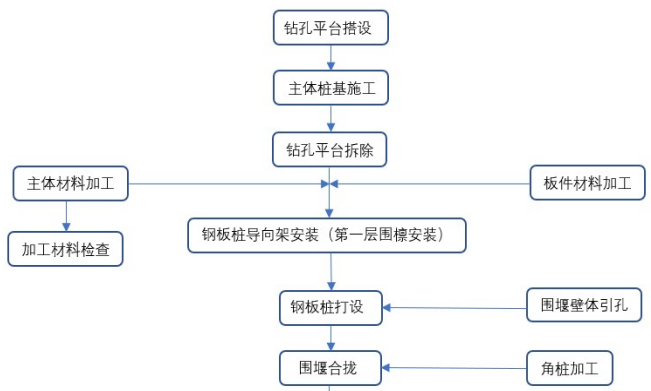 钻孔平台搭设
主体桩基施工
钻孔平台拆除
主体材料加工
板件材料加工
加工材料检查
钢板桩导向架安装（第一层围檩安装）
钢板桩打设
围堰壁体引孔
围堰合拢
角桩加工